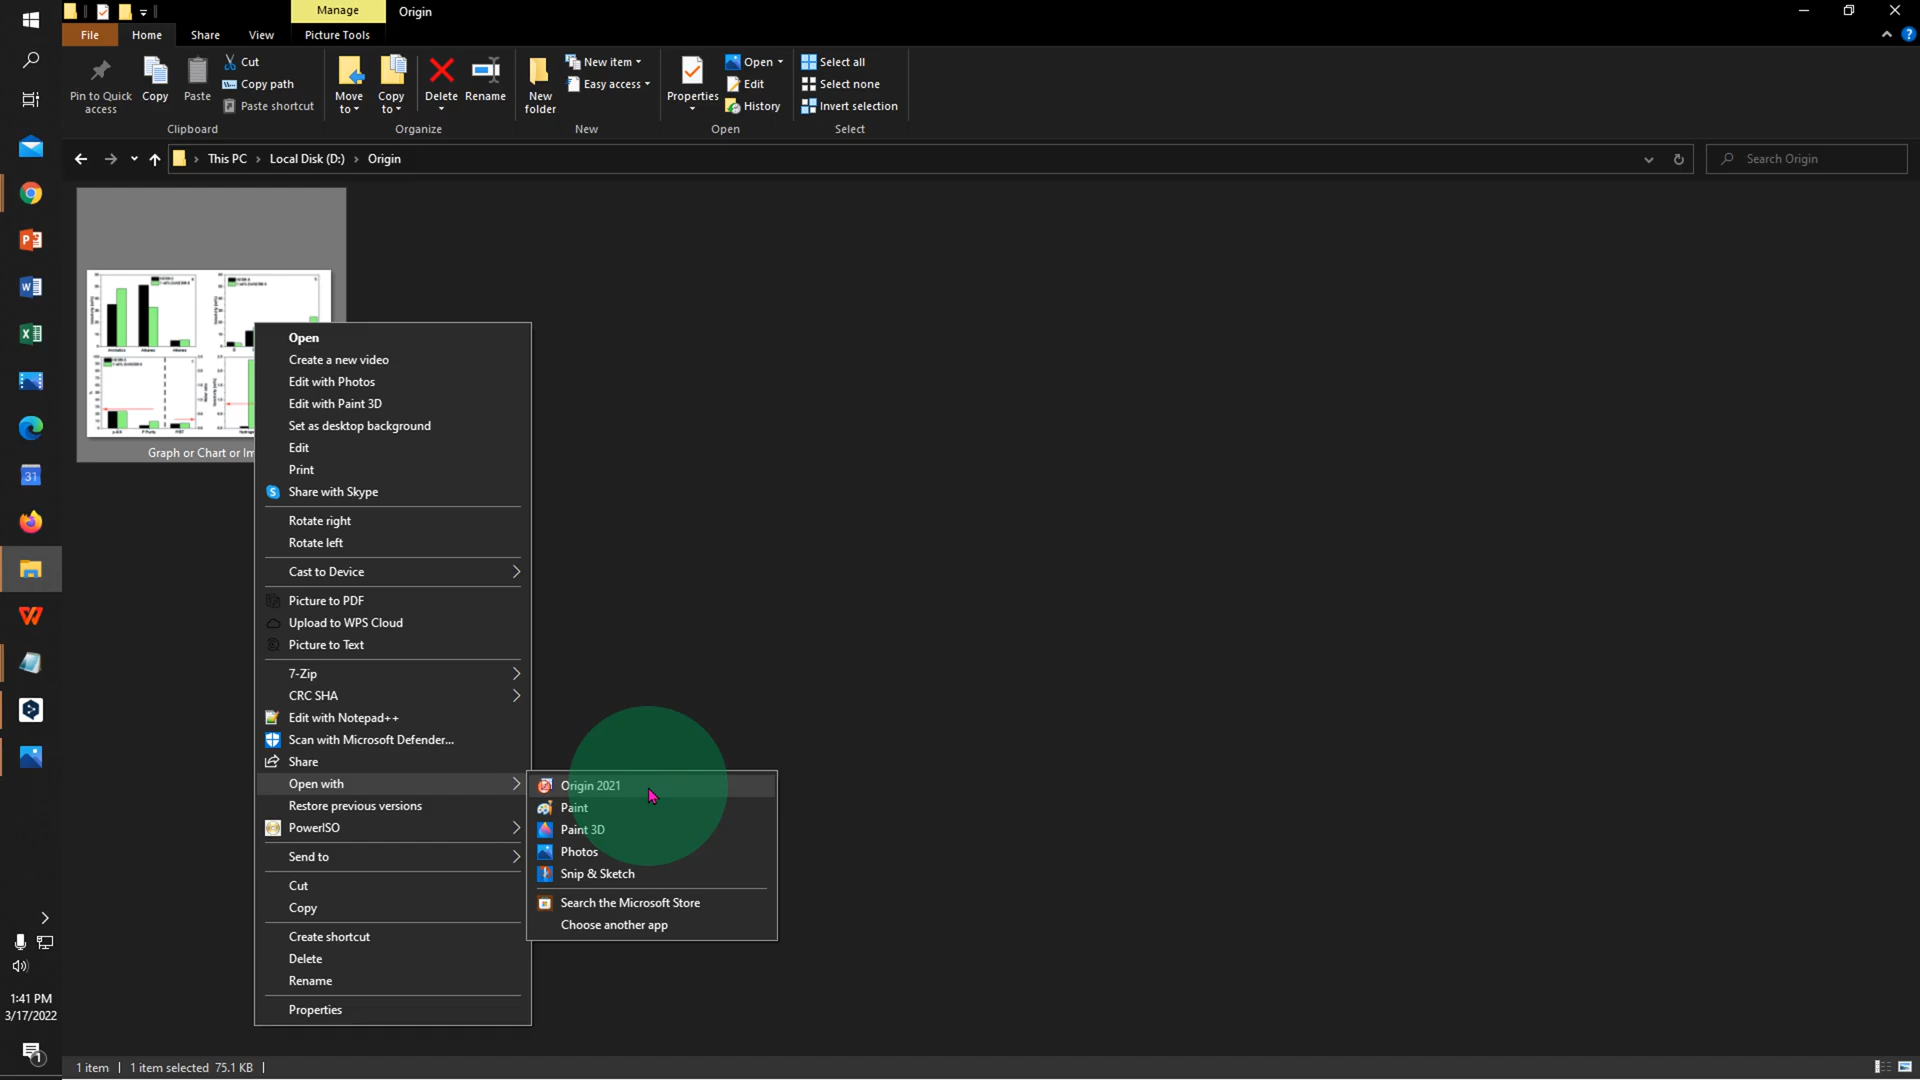 Manage
Origin
File
Home
Share
View
Picture Tools
Pin to Quick access
Copy
Paste
Cut
Copy path
Paste shortcut
Clipboard
Move to
Copy to
Delete
Rename
Organize
New folder
New item
Easy access
New
Properties
Open
Edit
History
Open
Select all
Select none
Invert selection
Select
This PC
Local Disk (D:)
Origin
Search Origin
Graph or Chart or Im
Open
Create a new video
Edit with Photos
Edit with Paint 3D
Set as desktop background
Edit
Print
Share with Skype
Rotate right
Rotate left
Cast to Device
Picture to PDF
Upload to WPS Cloud
Picture to Text
7-Zip
CRC SHA
Edit with Notepad++
Scan with Microsoft Defender...
Share
Open with
Restore previous versions
PowerISO
Send to
Cut
Copy
Create shortcut
Delete
Rename
Properties
Origin 2021
Paint
Paint 3D
Photos
Snip & Sketch
Search the Microsoft Store
Choose another app
31
1:41 PM
3/17/2022
1
1 item
1 item selected 75.1 KB